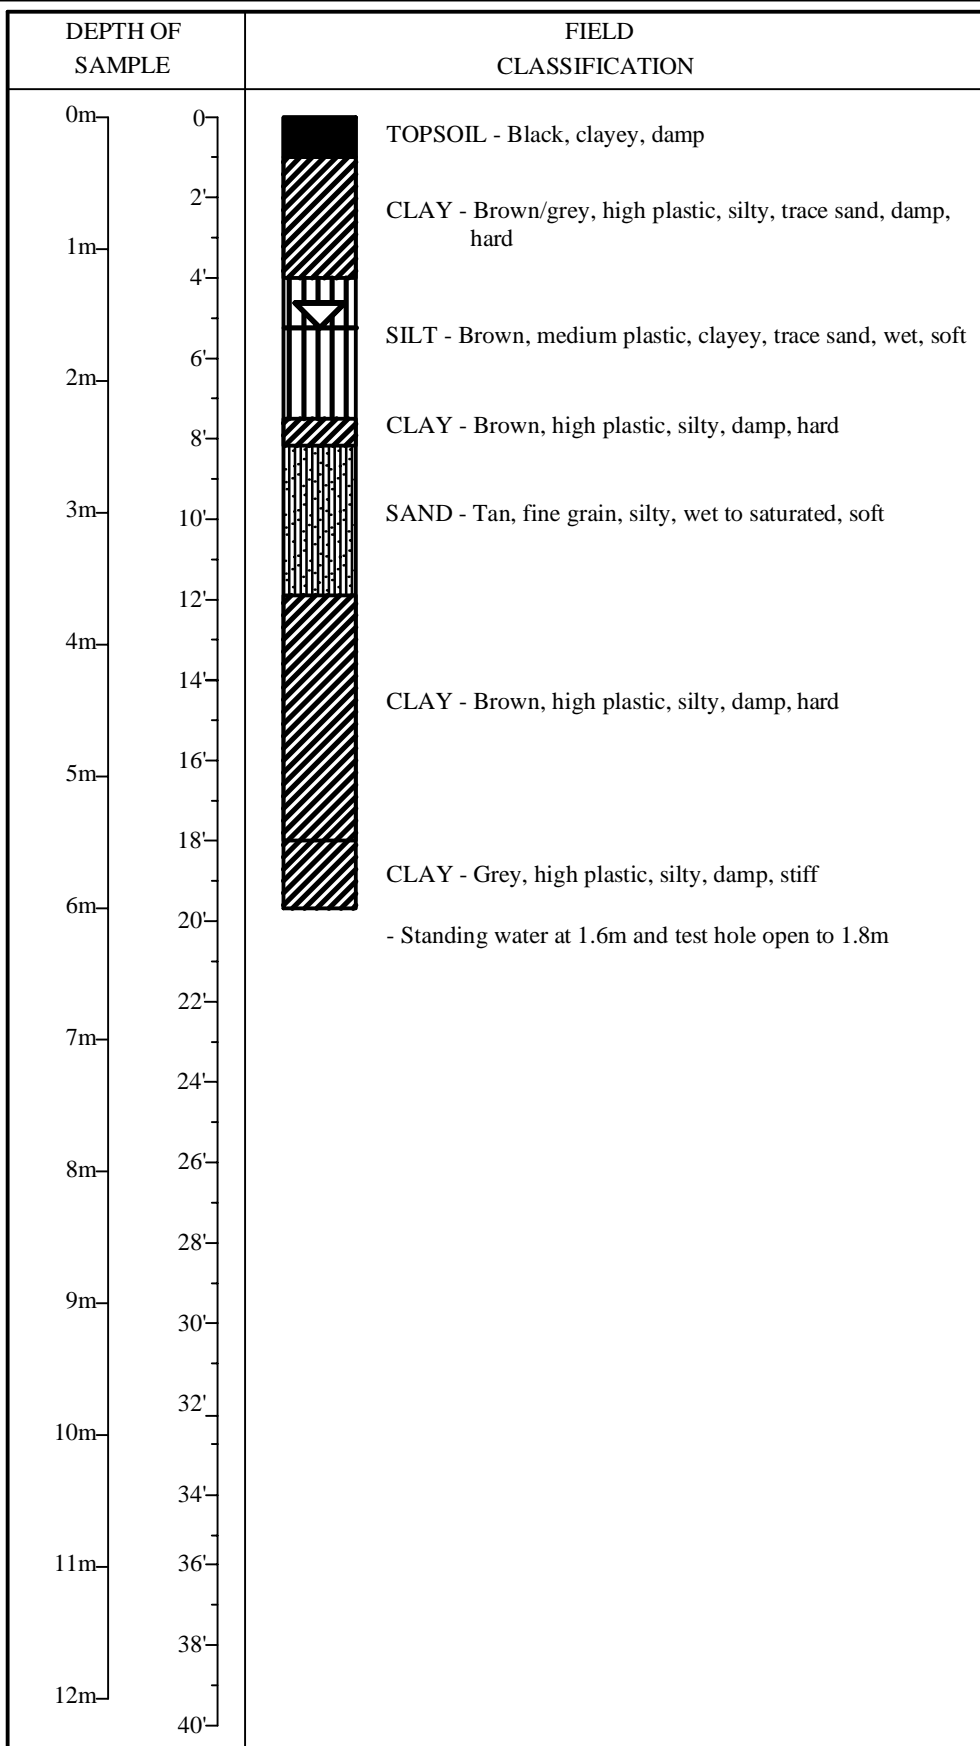 DEPTH OF
SAMPLE
FIELD
CLASSIFICATION
0m
1m
2m
3m
4m
5m
6m
7m
8m
9m
10m
11m
12m
0
2'
4'
6'
8'
10'
12'
14'
16'
18'
20'
22'
24'
26'
28'
30'
32'
34'
36'
38'
40'
TOPSOIL - Black, clayey, damp
CLAY - Brown/grey, high plastic, silty, trace sand, damp,
hard
SILT - Brown, medium plastic, clayey, trace sand, wet, soft
CLAY - Brown, high plastic, silty, damp, hard
SAND - Tan, fine grain, silty, wet to saturated, soft
CLAY - Brown, high plastic, silty, damp, hard
CLAY - Grey, high plastic, silty, damp, stiff
- Standing water at 1.6m and test hole open to 1.8m